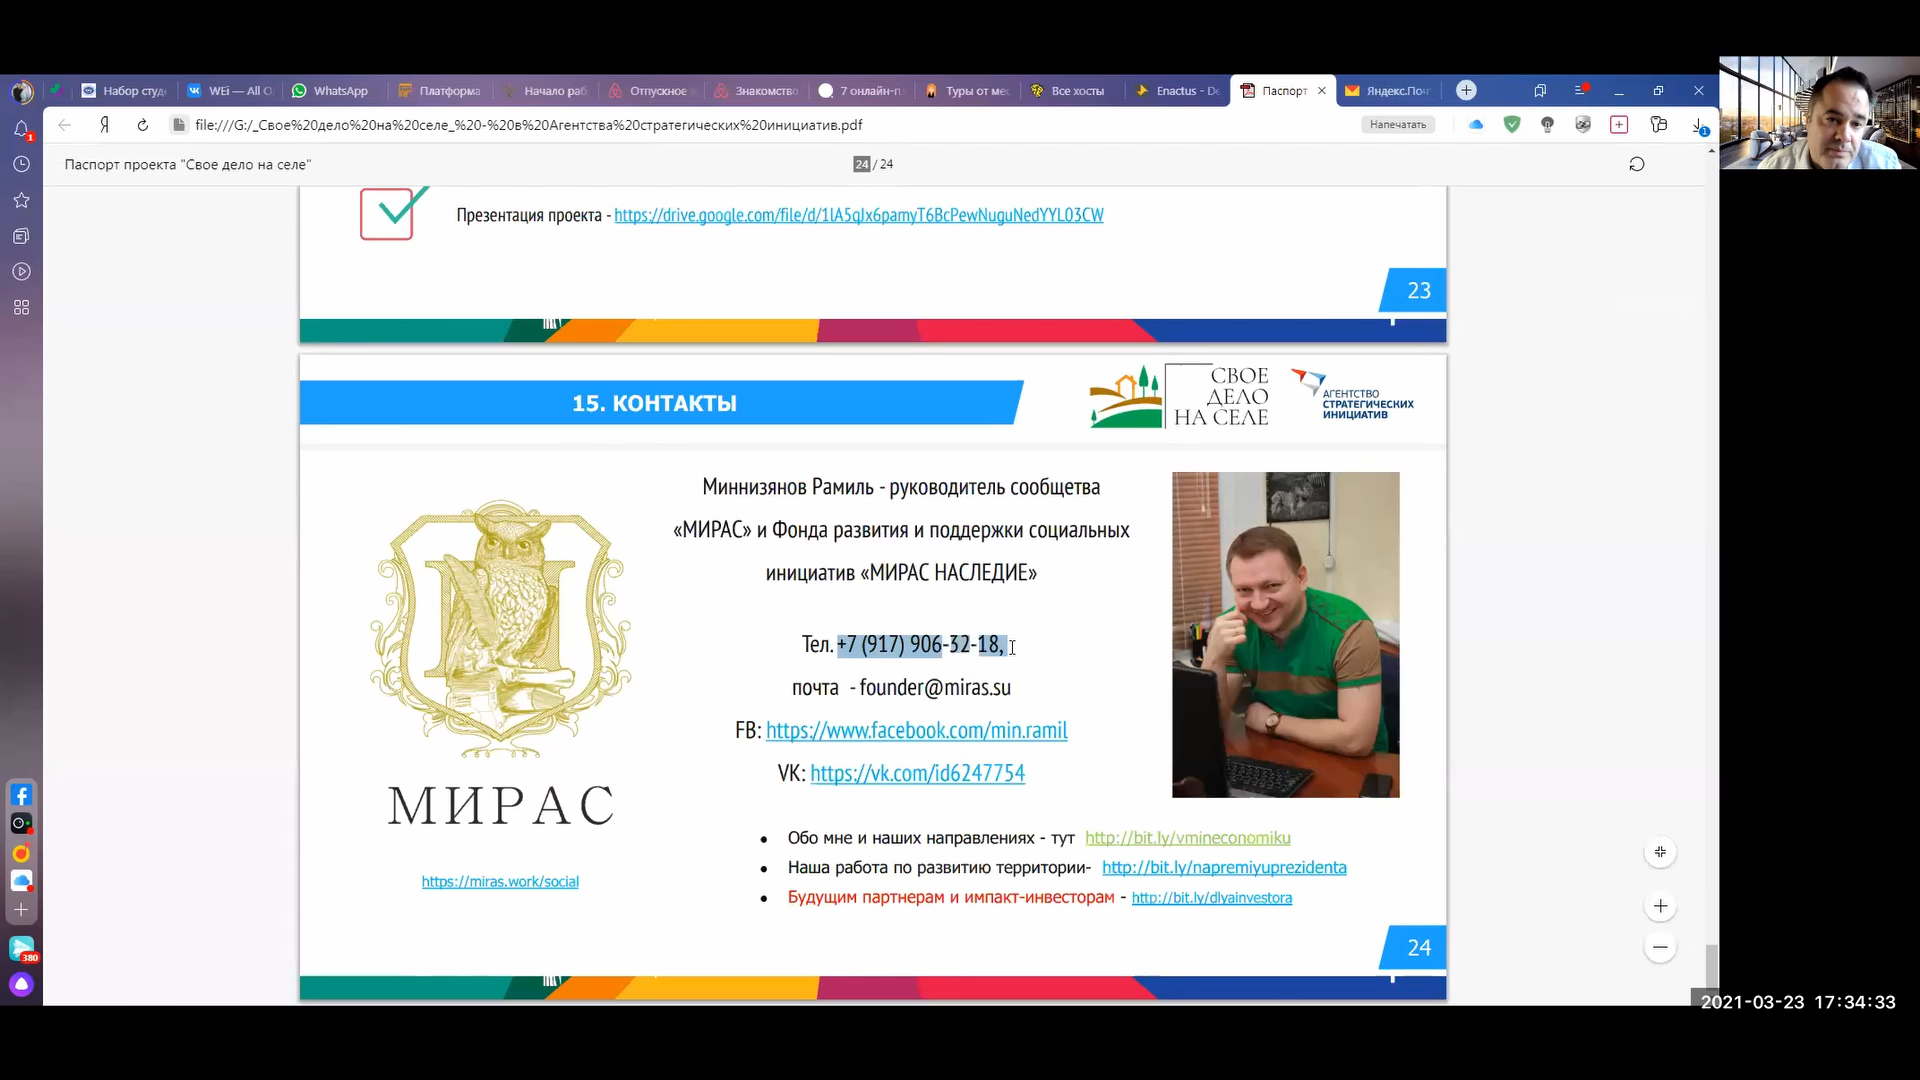 Набор студ
WEi — All O
WhatsApp
Платформа
Начало раб
Отпускное
Знакомство
7 онлайн-п
Туры от мес
Все хосты
Enactus - De
Паспорт
Яндекс.Поч
file:///G:/_Свое%20дело%20на%20селе_%20-%20в%20Агентства%20стратегических%20инициатив.pdf
Напечатать
1
1
Паспорт проекта "Свое дело на селе"
24 / 24
Презентация проекта - https://drive.google.com/file/d/1lA5qJx6pamyT6BcPewNuguNedYYL03CW
23
15. КОНТАКТЫ
СВОЕ
ДЕЛО
НА СЕЛЕ
АГЕНТСТВО
СТРАТЕГИЧЕСКИХ
ИНИЦИАТИВ
Миннизянов Рамиль - руководитель сообщетва
«МИРАС» и Фонда развития и поддержки социальных
инициатив «МИРАС НАСЛЕДИЕ»
Тел. +7 (917) 906-32-18,
почта - founder@miras.su
FB: https://www.facebook.com/min.ramil
VK: https://vk.com/id6247754
МИРАС
https://miras.work/social
• Обо мне и наших направлениях - тут http://bit.ly/vmineconomiku
• Наша работа по развитию территории- http://bit.ly/napremiyuprezidenta
• Будущим партнерам и импакт-инвесторам - http://bit.ly/dlyainvestora
24
380
2021-03-23 17:34:33